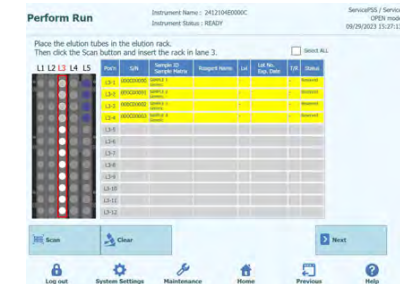 Perform Run
Instrument Name : 2412104E0000C
Instrument Status : READY
ServicePSS / Service
OPEN mode
09/29/2023 15:27:13
Place the elution tubes in the elution rack.
Then click the Scan button and insert the rack in lane 3.
Select ALL
L1 L2 L3 L4 L5
Pos'n S/N Sample ID Sample Matrix Reagent Name Lvl Lot No. Exp. Date T/R Status
L3-1
L3-2
L3-3
L3-4
L3-5
L3-6
L3-7
L3-8
L3-9
L3-10
L3-11
L3-12
Scan
Clear
Next
Log out
System Settings
Maintenance
Home
Previous
Help